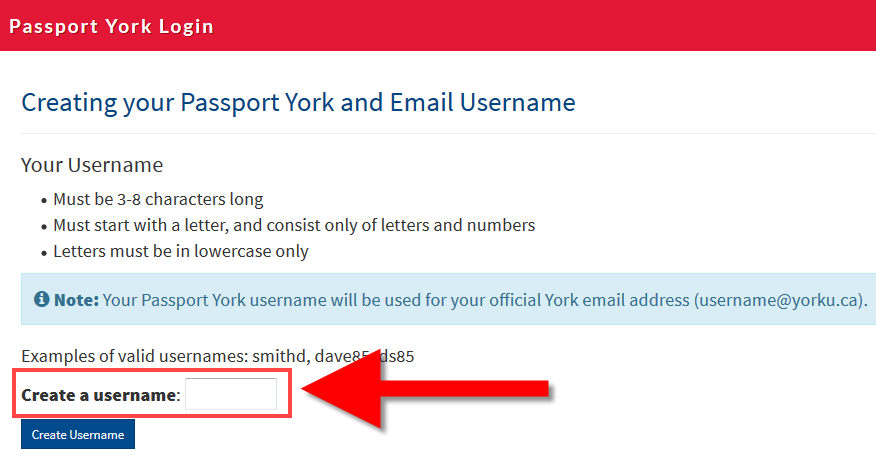 Passport York Login
Creating your Passport York and Email Username
Your Username
• Must be 3-8 characters long
• Must start with a letter, and consist only of letters and numbers
• Letters must be in lowercase only
Note: Your Passport York username will be used for your official York email address (username@yorku.ca).
Examples of valid usernames: smithd, dave85, ds85
Create a username:
Create Username